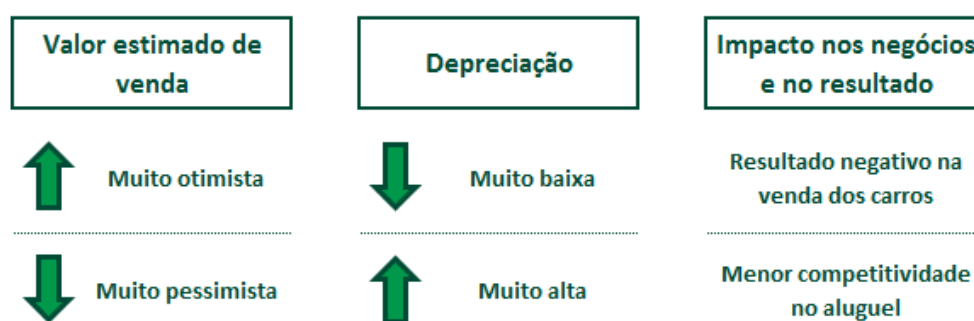 Valor estimado de
venda
Depreciação
Impacto nos negócios
e no resultado
Muito otimista
Muito baixa
Resultado negativo na
venda dos carros
Muito pessimista
Muito alta
Menor competitividade
no aluguel